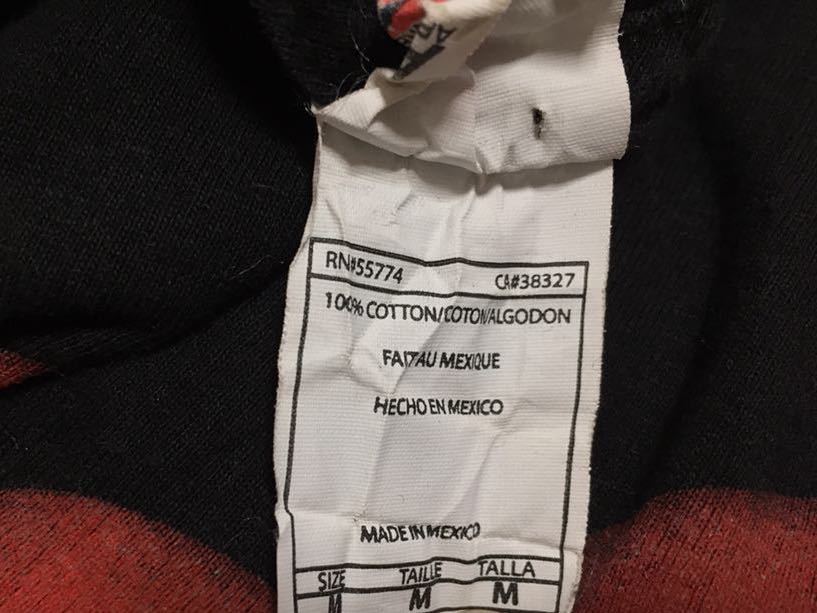 RN#55774 CA#38327
100% COTTON/COTON/ALGODON
FAIT AU MEXIQUE
HECHO EN MEXICO
MADE IN MEXICO
SIZE TAILLE TALLA
M M M